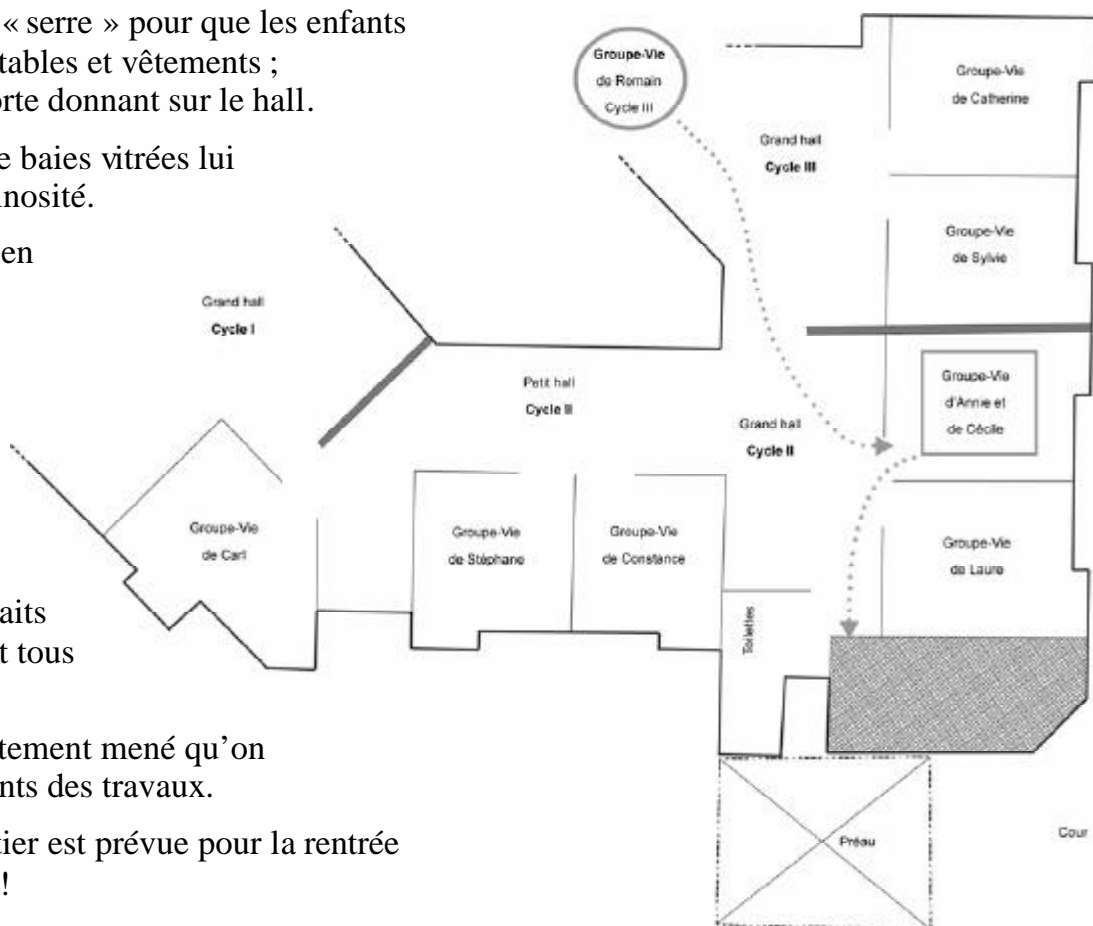 « serre » pour que les enfants
tables et vêtements ;
orte donnant sur le hall.
e baies vitrées lui
inosité.
en
aits
t tous
tement mené qu’on
nts des travaux.
tier est prévue pour la rentrée
!
Groupe-Vie
de Romain
Cycle III
Groupe-Vie
de Catherine
Grand hall
Cycle III
Groupe-Vie
de Sylvie
Grand hall
Cycle I
Petit hall
Cycle II
Grand hall
Cycle II
Groupe-Vie
d'Annie et
de Cécile
Groupe-Vie
de Carl
Groupe-Vie
de Stéphane
Groupe-Vie
de Constance
Groupe-Vie
de Laure
Toilettes
Préau
Cour